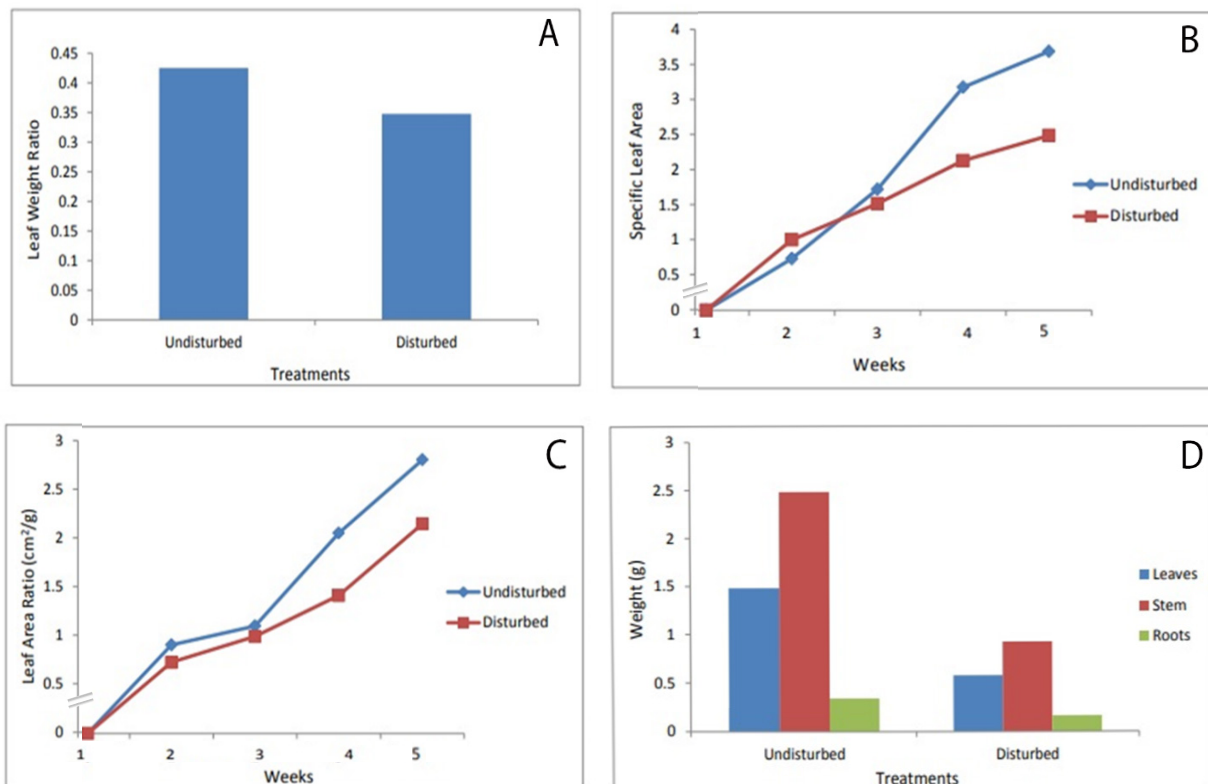 A
Leaf Weight Ratio
0.45
0.4
0.35
0.3
0.25
0.2
0.15
0.1
0.05
0
Undisturbed Disturbed
Treatments
B
Specific Leaf Area
4
3.5
3
2.5
2
1.5
1
0.5
0
1 2 3 4 5
Weeks
Undisturbed
Disturbed
C
Leaf Area Ratio (cm²/g)
3
2.5
2
1.5
1
0.5
0
1 2 3 4 5
Weeks
Undisturbed
Disturbed
D
Weight (g)
3
2.5
2
1.5
1
0.5
0
Undisturbed Disturbed
Treatments
Leaves
Stem
Roots